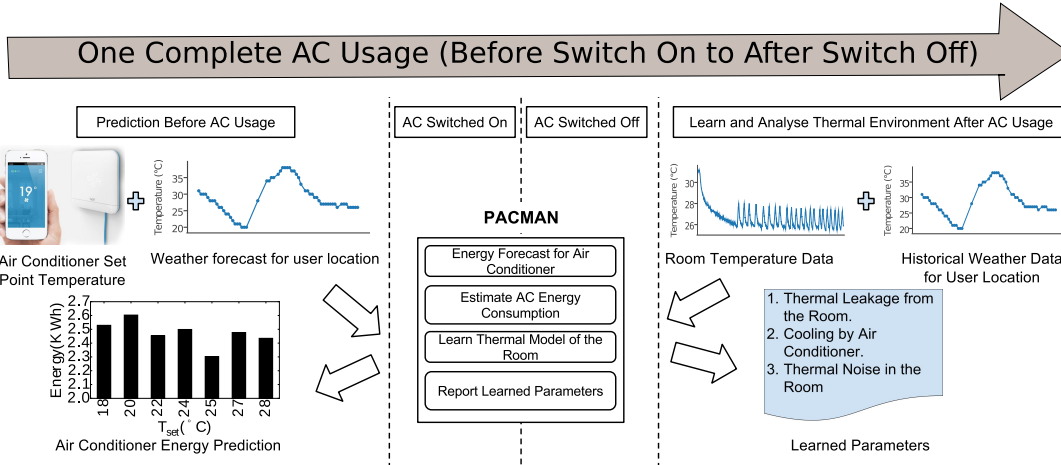 One Complete AC Usage (Before Switch On to After Switch Off)
Prediction Before AC Usage
AC Switched On
AC Switched Off
Learn and Analyse Thermal Environment After AC Usage
19°
Temperature (°C)
35
30
25
20
Temperature (°C)
30
28
26
Temperature (°C)
35
30
25
20
Air Conditioner Set
Point Temperature
Weather forecast for user location
PACMAN
Room Temperature Data
Historical Weather Data
for User Location
Energy Forecast for Air
Conditioner
Estimate AC Energy
Consumption
Learn Thermal Model of the
Room
Report Learned Parameters
Energy(K Wh)
2.7
2.6
2.5
2.4
2.3
2.2
2.1
2.0
18
20
22
24
25
27
28
Tset(°C)
Air Conditioner Energy Prediction
1. Thermal Leakage from
the Room.
2. Cooling by Air
Conditioner.
3. Thermal Noise in the
Room
Learned Parameters